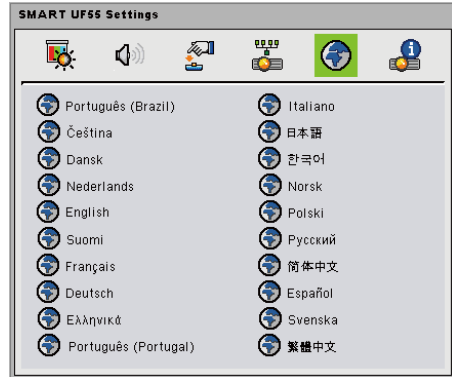 SMART UF55 Settings
Português (Brazil)
Čeština
Dansk
Nederlands
English
Suomi
Français
Deutsch
Ελληνικά
Português (Portugal)
Italiano
日本語
한국어
Norsk
Polski
Русский
简体中文
Español
Svenska
繁體中文